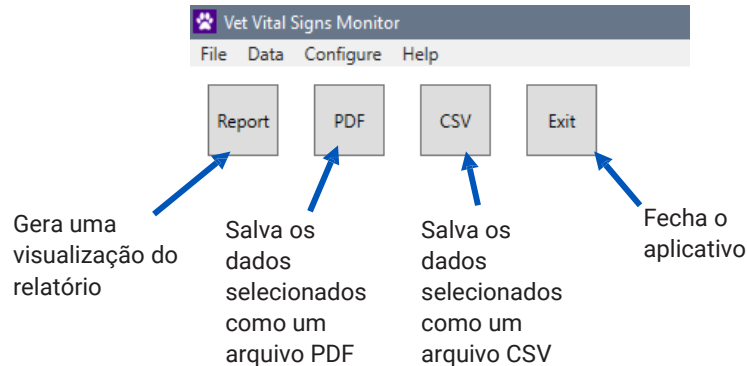 Vet Vital Signs Monitor
File Data Configure Help
Report PDF CSV Exit
Gera uma
visualização do
relatório
Salva os
dados
selecionados
como um
arquivo PDF
Salva os
dados
selecionados
como um
arquivo CSV
Fecha o
aplicativo